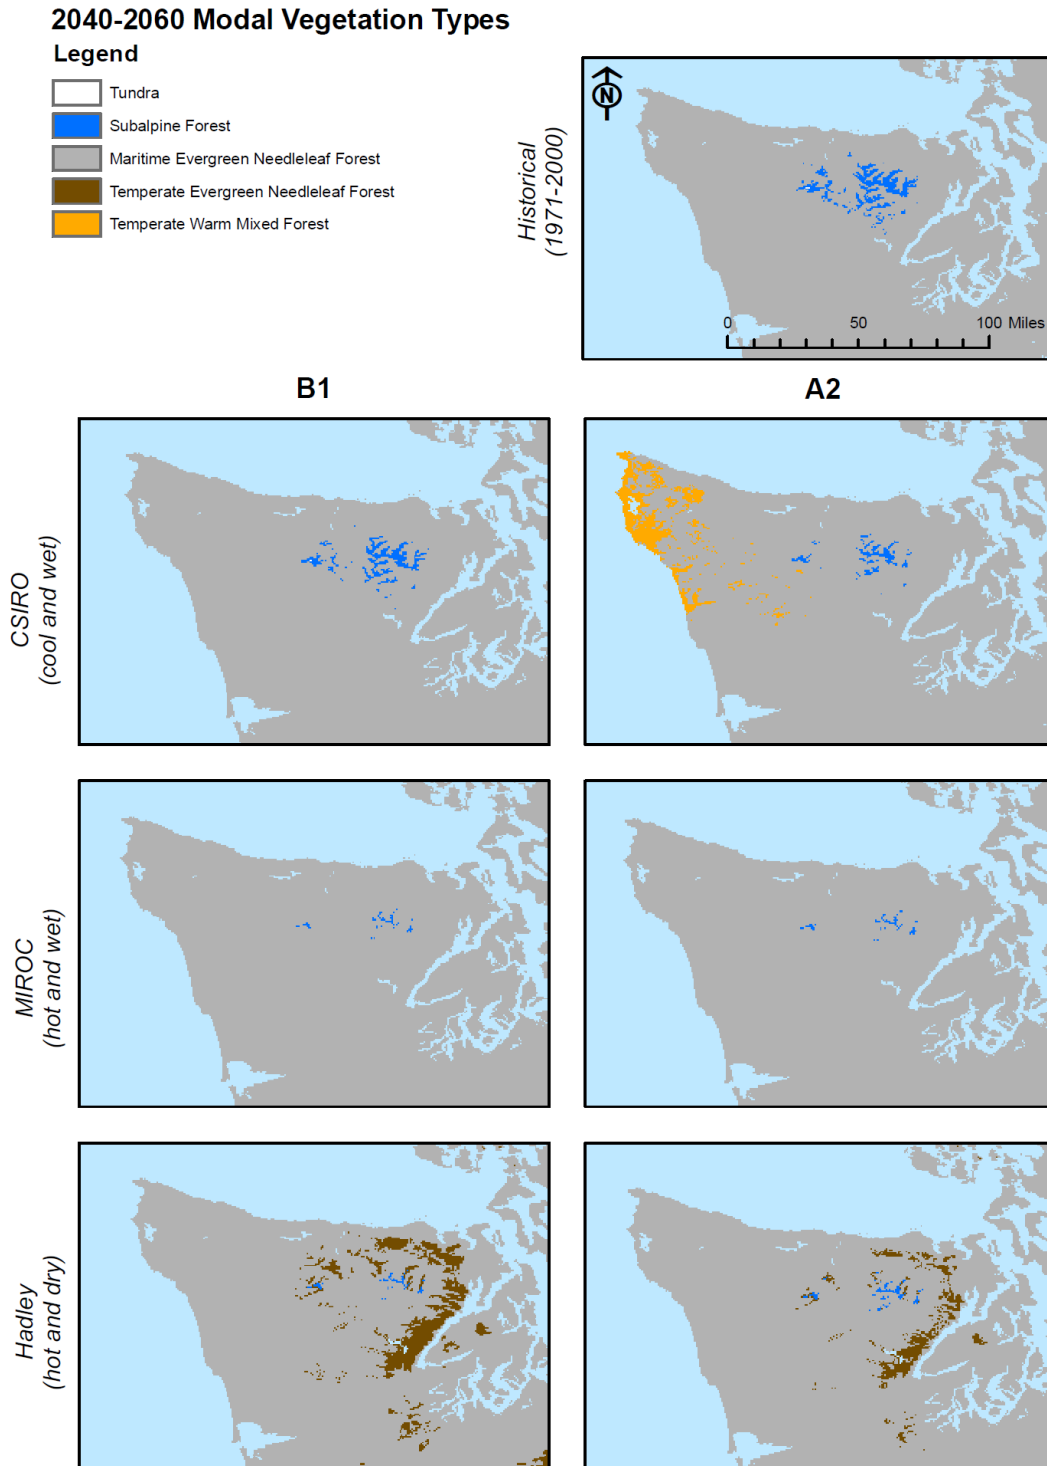 2040-2060 Modal Vegetation Types
Legend
Tundra
Subalpine Forest
Maritime Evergreen Needleleaf Forest
Temperate Evergreen Needleleaf Forest
Temperate Warm Mixed Forest
Historical
(1971-2000)
N
0 50 100 Miles
B1 A2
CSIRO
(cool and wet)
MIROC
(hot and wet)
Hadley
(hot and dry)